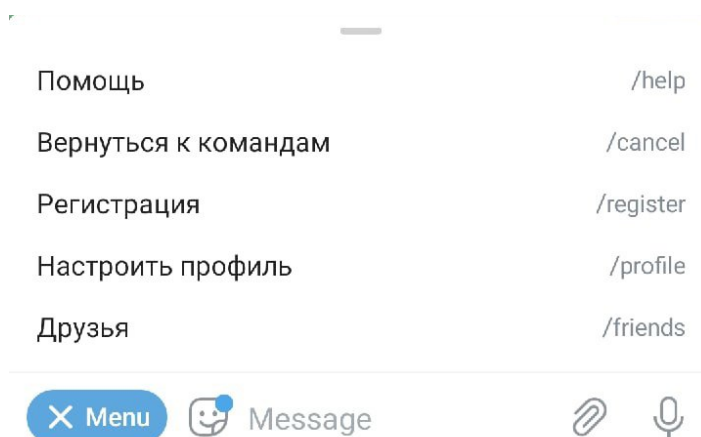 Помощь /help
Вернуться к командам /cancel
Регистрация /register
Настроить профиль /profile
Друзья /friends
Menu Message